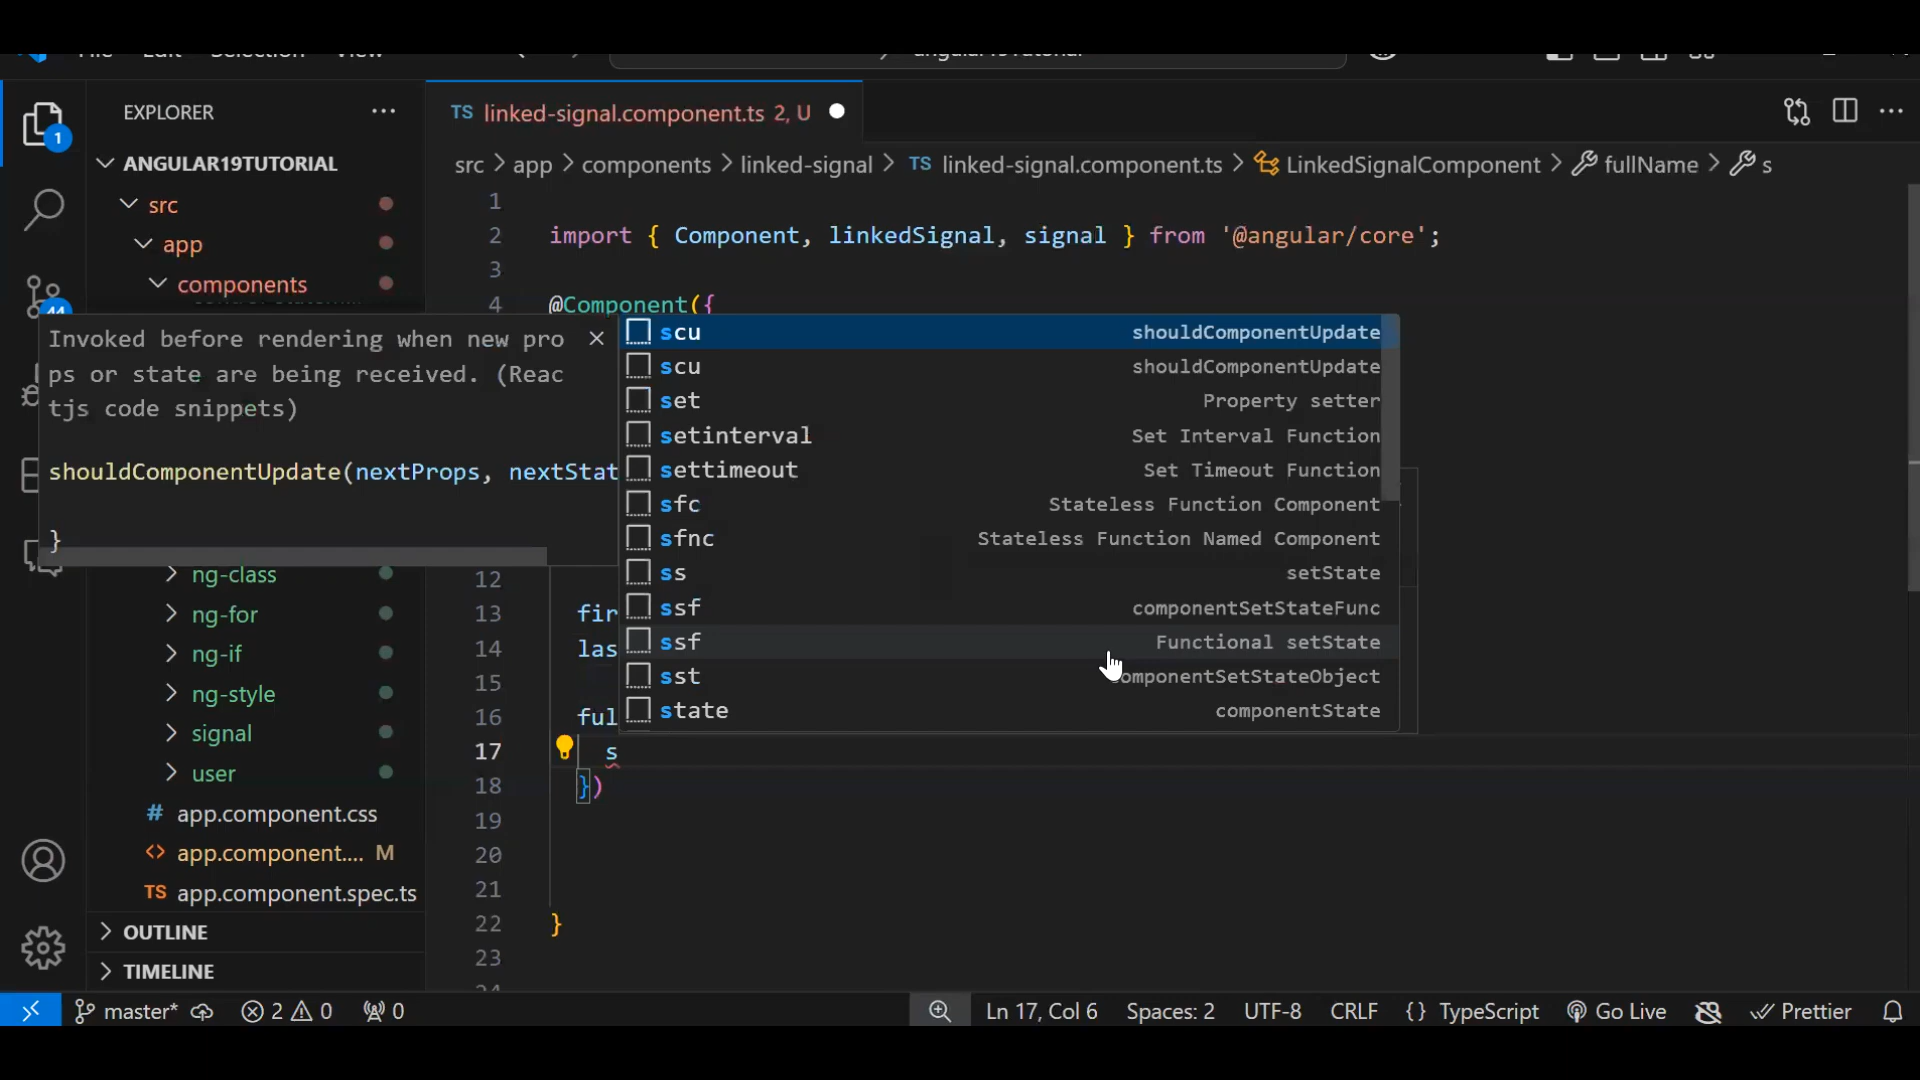 EXPLORER
ANGULAR19TUTORIAL
src
app
components
ng-class
ng-for
ng-if
ng-style
signal
user
# app.component.css
<> app.component.... M
TS app.component.spec.ts
OUTLINE
TIMELINE
1
44
TS linked-signal.component.ts 2, U
src > app > components > linked-signal > TS linked-signal.component.ts > LinkedSignalComponent > fullName > s
1
2 import { Component, linkedSignal, signal } from '@angular/core';
3
4 @Component({
Invoked before rendering when new pro
ps or state are being received. (Reac
tjs code snippets)
shouldComponentUpdate(nextProps, nextStat
}
scu shouldComponentUpdate
scu shouldComponentUpdate
set Property setter
setinterval Set Interval Function
settimeout Set Timeout Function
sfc Stateless Function Component
sfnc Stateless Function Named Component
ss setState
ssf componentSetStateFunc
ssf Functional setState
sst omponentSetStateObject
state componentState
12
13 fir
14 las
15
16 ful
17 s
18 })
19
20
21
22 }
23
master* 2 0 0 Ln 17, Col 6 Spaces: 2 UTF-8 CRLF {} TypeScript Go Live Prettier